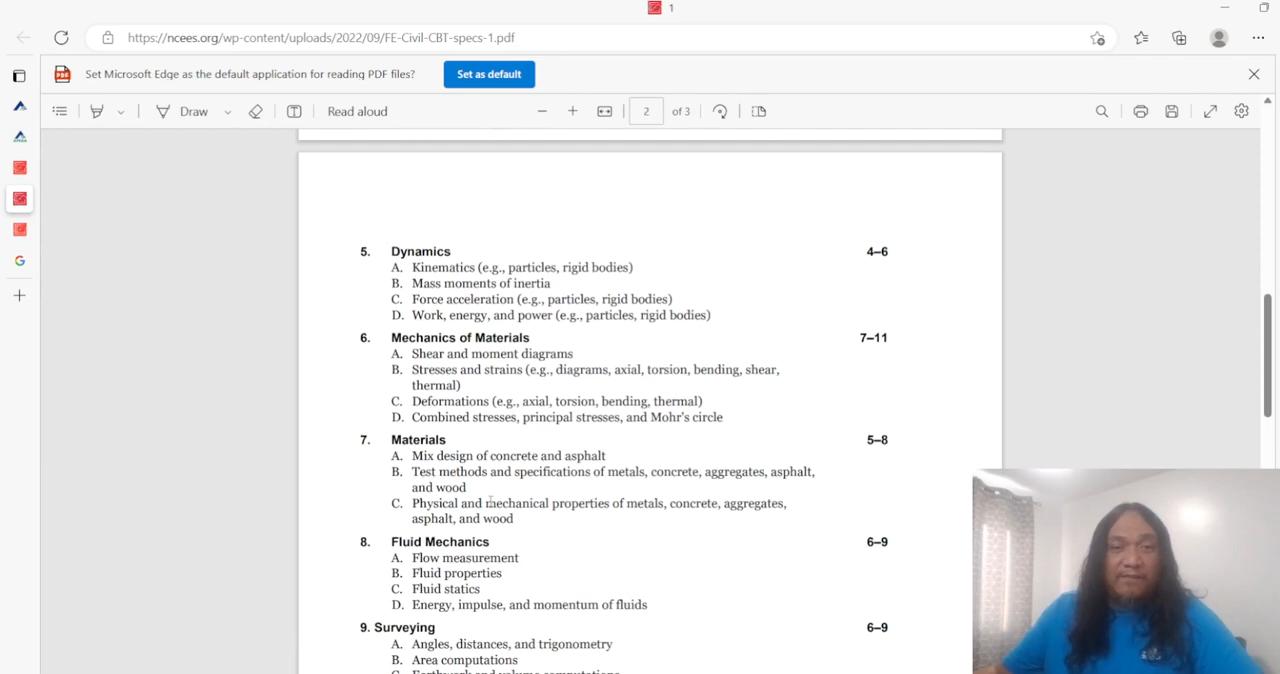 1
https://ncees.org/wp-content/uploads/2022/09/FE-Civil-CBT-specs-1.pdf
Set Microsoft Edge as the default application for reading PDF files?
Set as default
Draw
Read aloud
2 of 3
5. Dynamics 4–6
A. Kinematics (e.g., particles, rigid bodies)
B. Mass moments of inertia
C. Force acceleration (e.g., particles, rigid bodies)
D. Work, energy, and power (e.g., particles, rigid bodies)
6. Mechanics of Materials 7–11
A. Shear and moment diagrams
B. Stresses and strains (e.g., diagrams, axial, torsion, bending, shear,
thermal)
C. Deformations (e.g., axial, torsion, bending, thermal)
D. Combined stresses, principal stresses, and Mohr's circle
7. Materials 5–8
A. Mix design of concrete and asphalt
B. Test methods and specifications of metals, concrete, aggregates, asphalt,
and wood
C. Physical and mechanical properties of metals, concrete, aggregates,
asphalt, and wood
8. Fluid Mechanics 6–9
A. Flow measurement
B. Fluid properties
C. Fluid statics
D. Energy, impulse, and momentum of fluids
9. Surveying 6–9
A. Angles, distances, and trigonometry
B. Area computations
C. Earthwork and volume computations